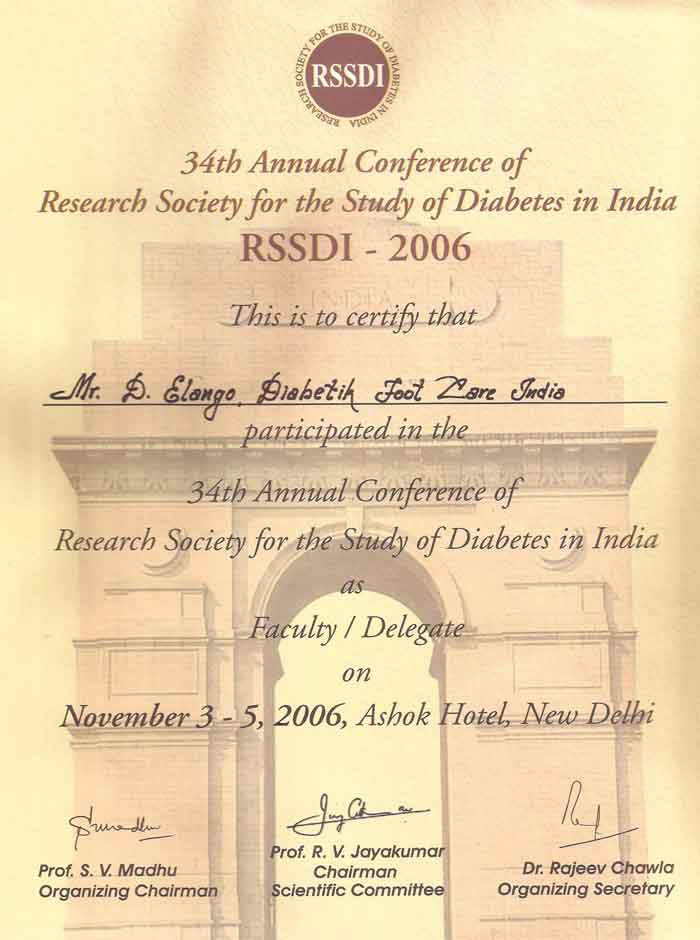 RESEARCH SOCIETY FOR THE STUDY OF DIABETES IN INDIA
RSSDI
34th Annual Conference of
Research Society for the Study of Diabetes in India
RSSDI - 2006
INDIA
This is to certify that
Mr. D. Elango, Diabetik Foot Care India
participated in the
34th Annual Conference of
Research Society for the Study of Diabetes in India
as
Faculty / Delegate
on
November 3 - 5, 2006, Ashok Hotel, New Delhi
Prof. S. V. Madhu
Organizing Chairman
Prof. R. V. Jayakumar
Chairman
Scientific Committee
Dr. Rajeev Chawla
Organizing Secretary